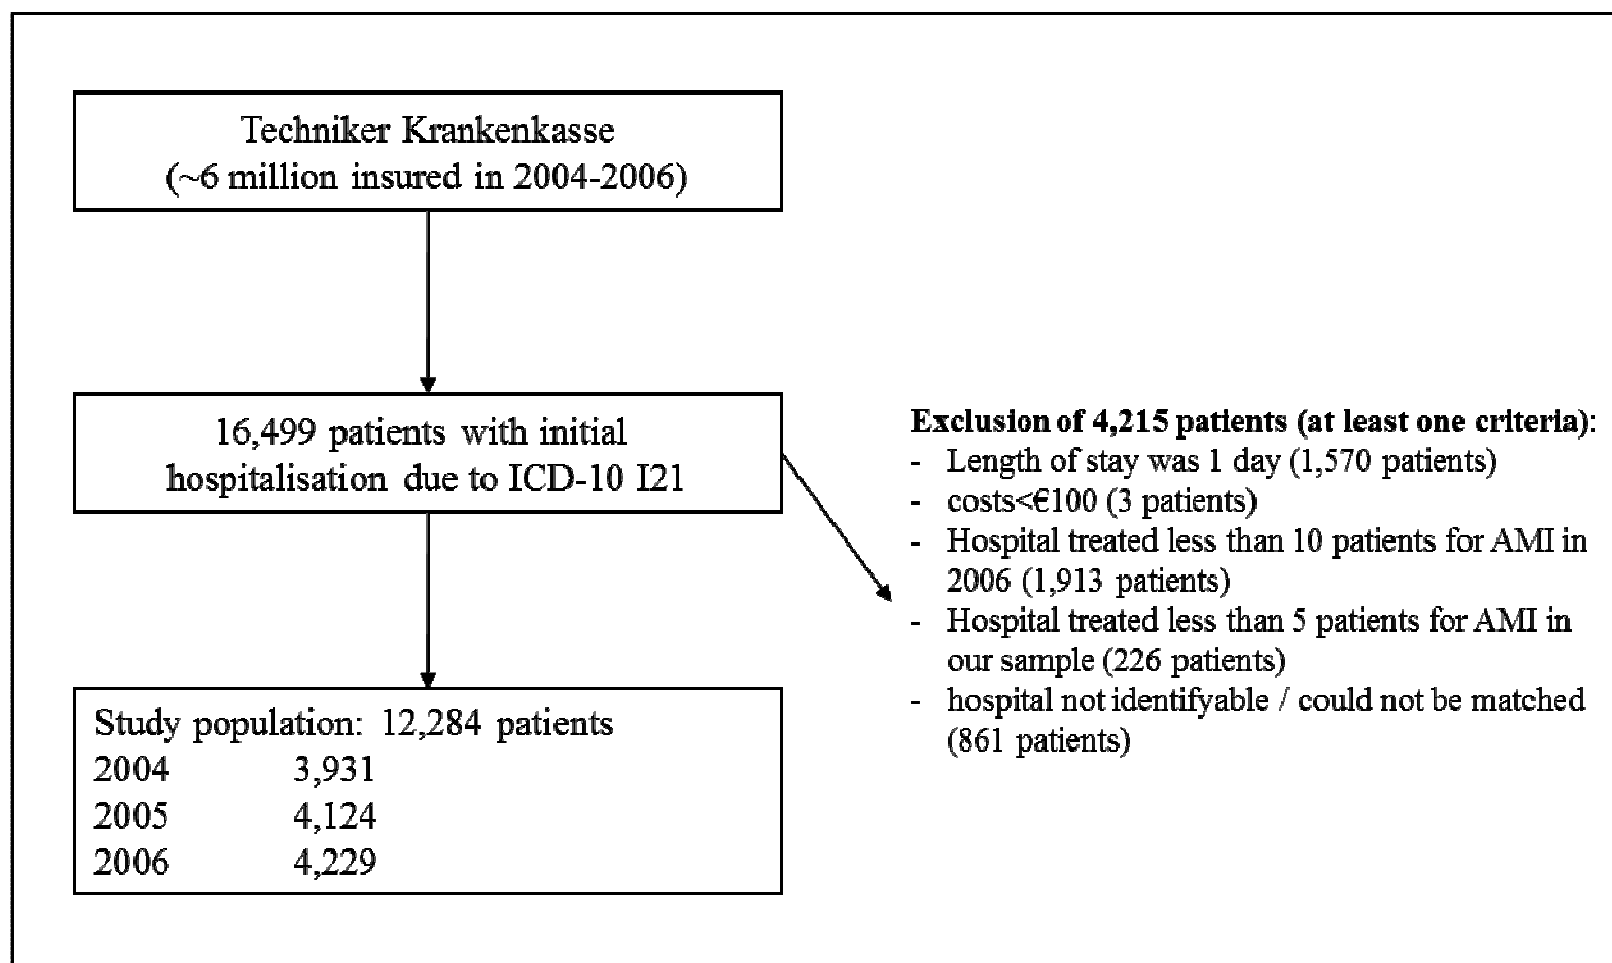 Techniker Krankenkasse
(~6 million insured in 2004-2006)
16,499 patients with initial
hospitalisation due to ICD-10 I21
Exclusion of 4,215 patients (at least one criteria):
- Length of stay was 1 day (1,570 patients)
- costs<€100 (3 patients)
- Hospital treated less than 10 patients for AMI in
2006 (1,913 patients)
- Hospital treated less than 5 patients for AMI in
our sample (226 patients)
- hospital not identifyable / could not be matched
(861 patients)
Study population: 12,284 patients
2004 3,931
2005 4,124
2006 4,229